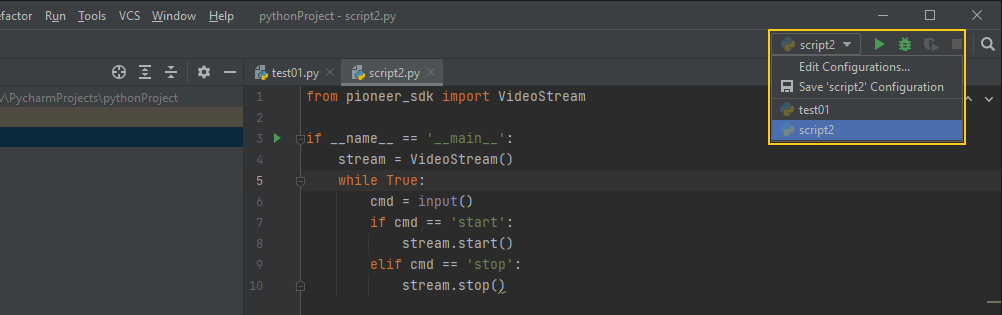 efactor Run Tools VCS Window Help pythonProject - script2.py
script2
Edit Configurations...
Save 'script2' Configuration
test01
script2
\PycharmProjects\pythonProject
test01.py script2.py
1 from pioneer_sdk import VideoStream
2
3 if __name__ == '__main__':
4 stream = VideoStream()
5 while True:
6 cmd = input()
7 if cmd == 'start':
8 stream.start()
9 elif cmd == 'stop':
10 stream.stop()